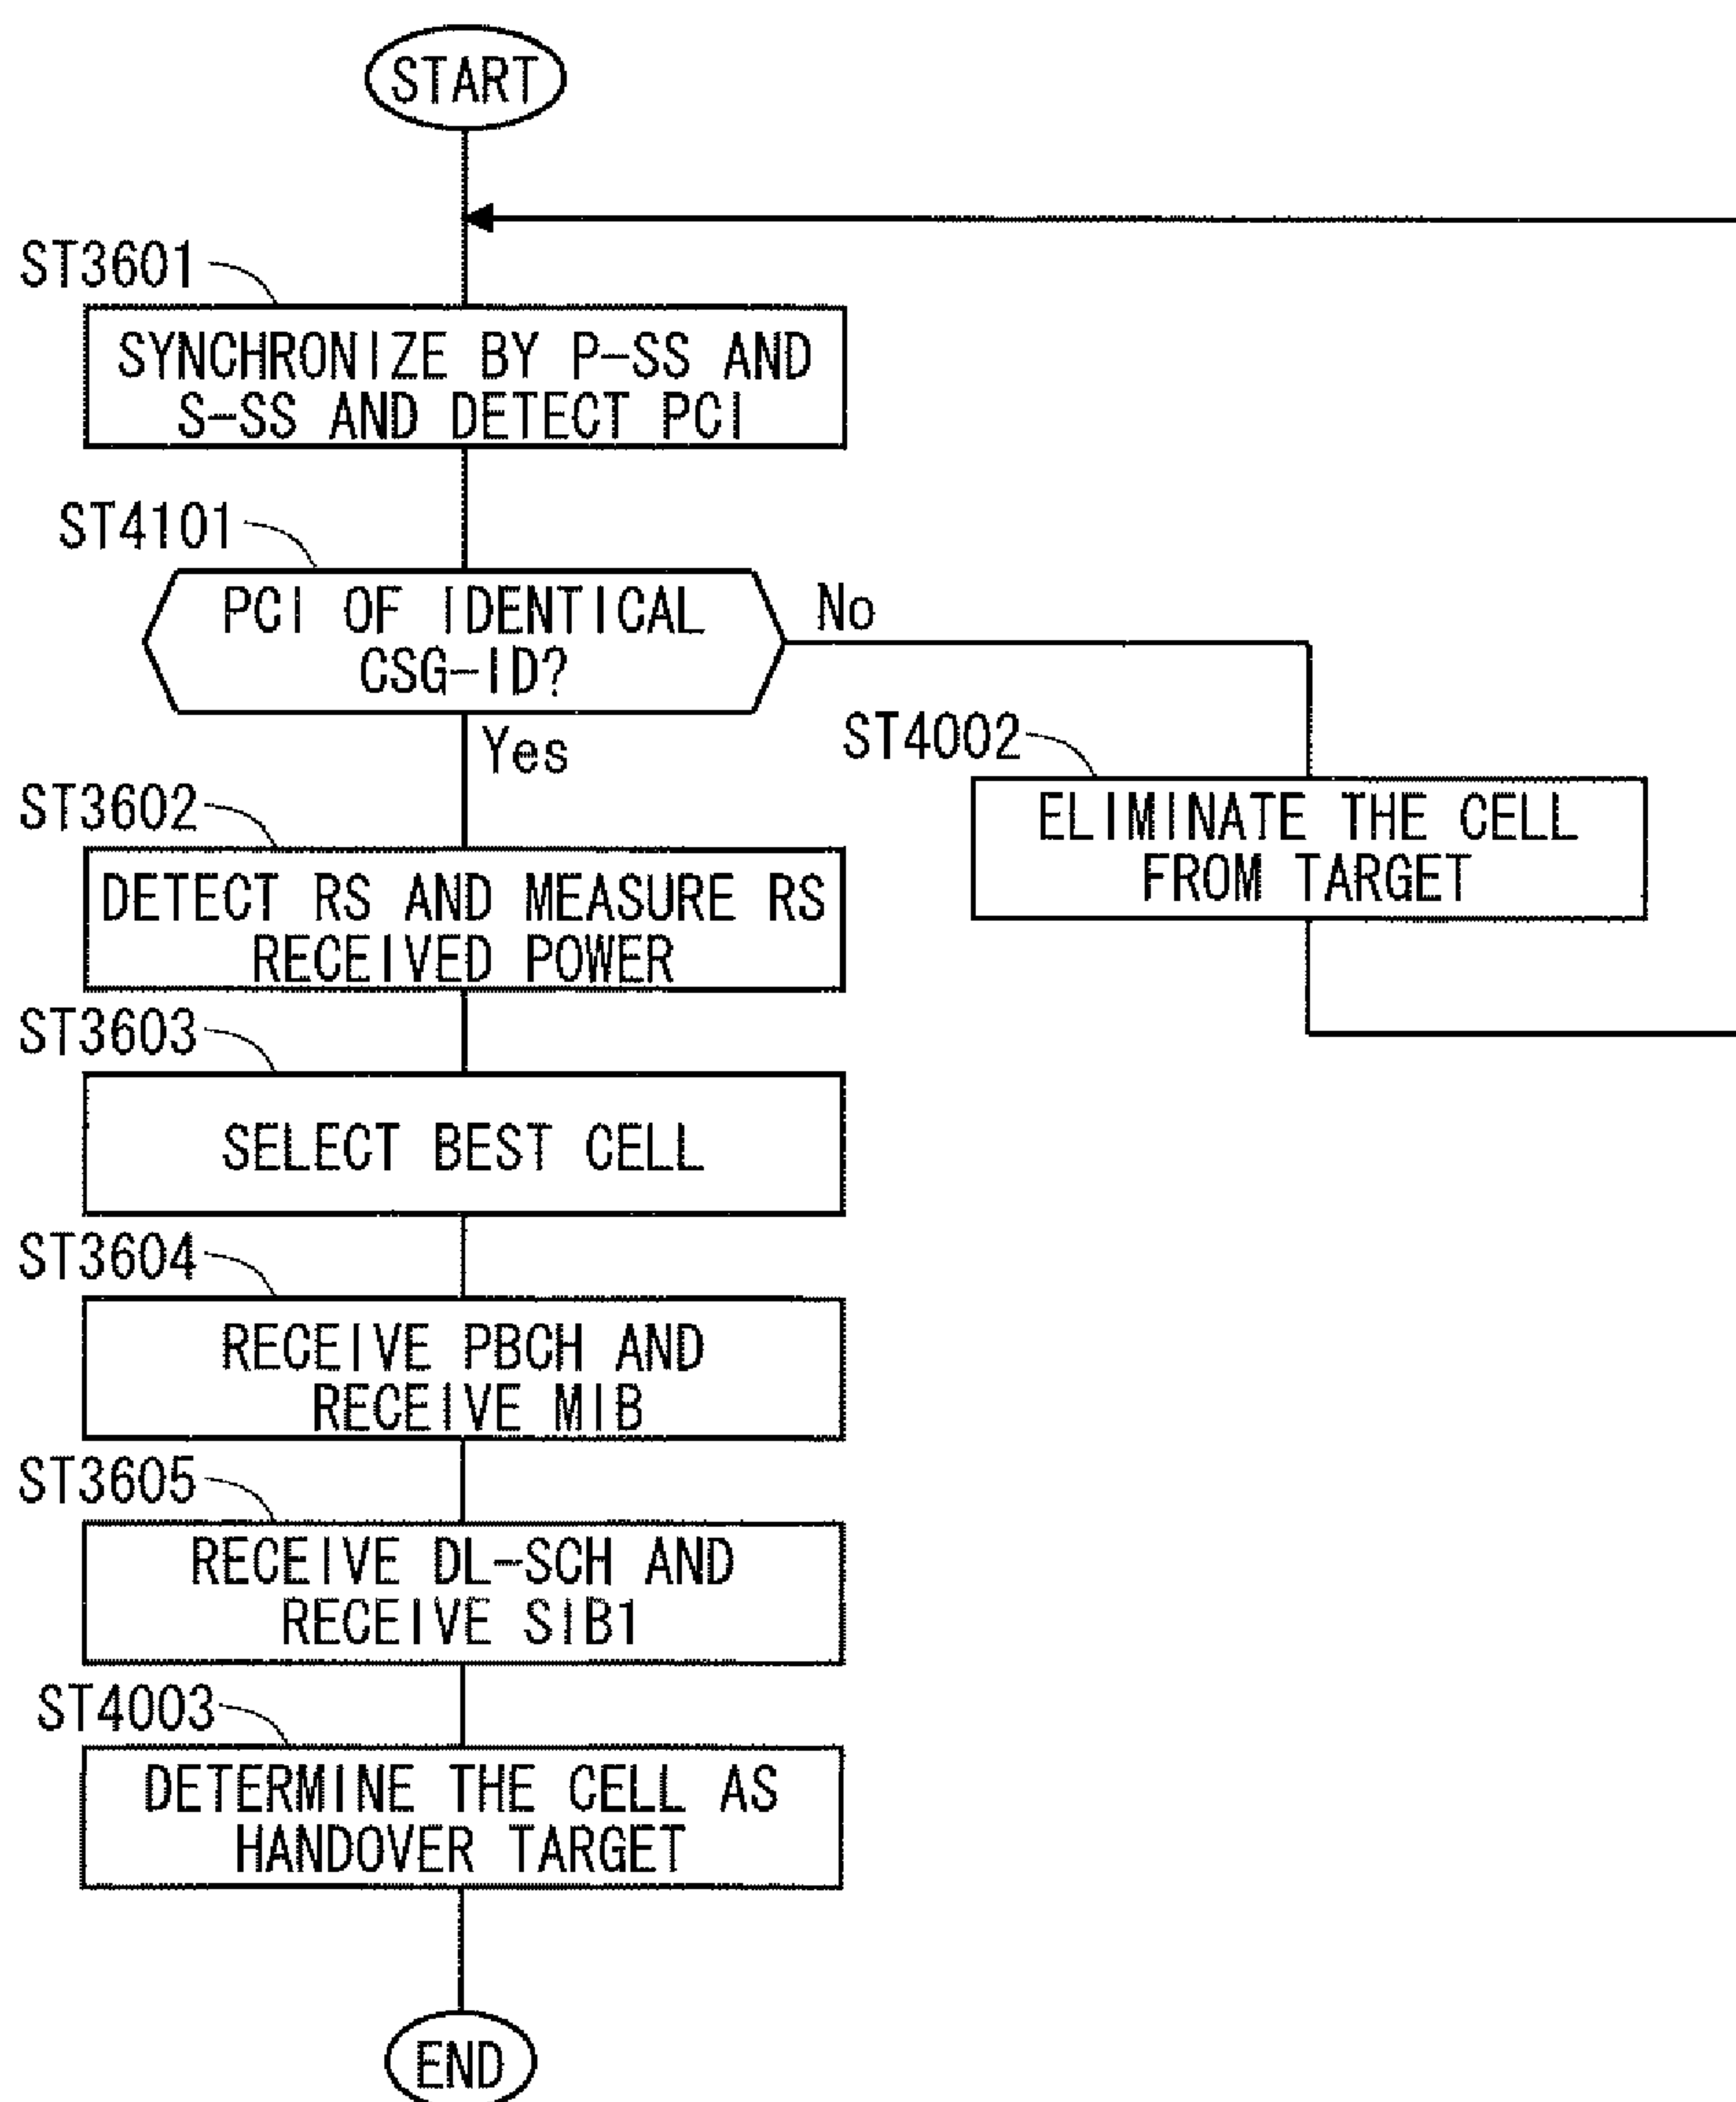 START
ST3601
SYNCHRONIZE BY P-SS AND
S-SS AND DETECT PCI
ST4101
PCI OF IDENTICAL
CSG-ID?
No
Yes
ST4002
ELIMINATE THE CELL
FROM TARGET
ST3602
DETECT RS AND MEASURE RS
RECEIVED POWER
ST3603
SELECT BEST CELL
ST3604
RECEIVE PBCH AND
RECEIVE MIB
ST3605
RECEIVE DL-SCH AND
RECEIVE SIB1
ST4003
DETERMINE THE CELL AS
HANDOVER TARGET
END